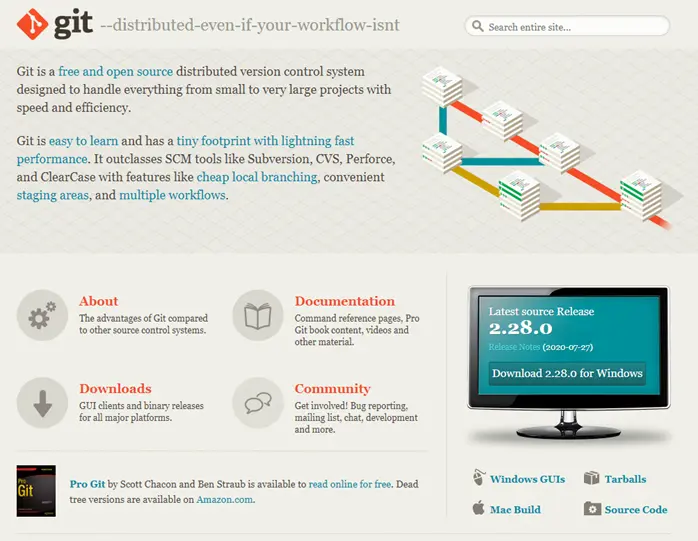 git --distributed-even-if-your-workflow-isnt
Search entire site...
Git is a free and open source distributed version control system
designed to handle everything from small to very large projects with
speed and efficiency.
Git is easy to learn and has a tiny footprint with lightning fast
performance. It outclasses SCM tools like Subversion, CVS, Perforce,
and ClearCase with features like cheap local branching, convenient
staging areas, and multiple workflows.
About
The advantages of Git compared
to other source control systems.
Documentation
Command reference pages, Pro
Git book content, videos and
other material.
Downloads
GUI clients and binary releases
for all major platforms.
Community
Get involved! Bug reporting,
mailing list, chat, development
and more.
Latest source Release
2.28.0
Release Notes (2020-07-27)
Download 2.28.0 for Windows
Windows GUIs
Tarballs
Mac Build
Source Code
Pro
Git
Pro Git by Scott Chacon and Ben Straub is available to read online for free. Dead
tree versions are available on Amazon.com.